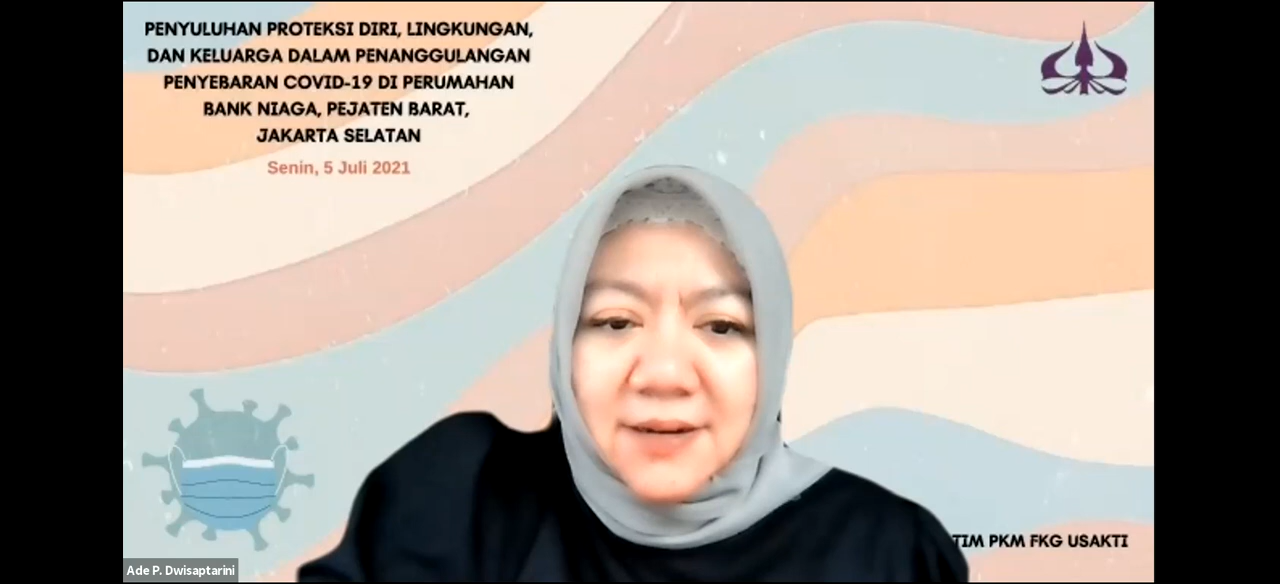 PENYULUHAN PROTEKSI DIRI, LINGKUNGAN,
DAN KELUARGA DALAM PENANGGULANGAN
PENYEBARAN COVID-19 DI PERUMAHAN
BANK NIAGA, PEJATEN BARAT,
JAKARTA SELATAN
Senin, 5 Juli 2021
TIM PKM FKG USAKTI
Ade P. Dwisaptarini